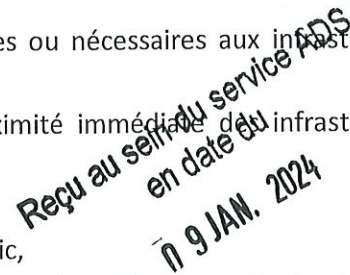 es ou nécessaires aux infrast
ximité immédiate des infrast
ic,
Reçu au sein du service ADS
en date du
09 JAN. 2024